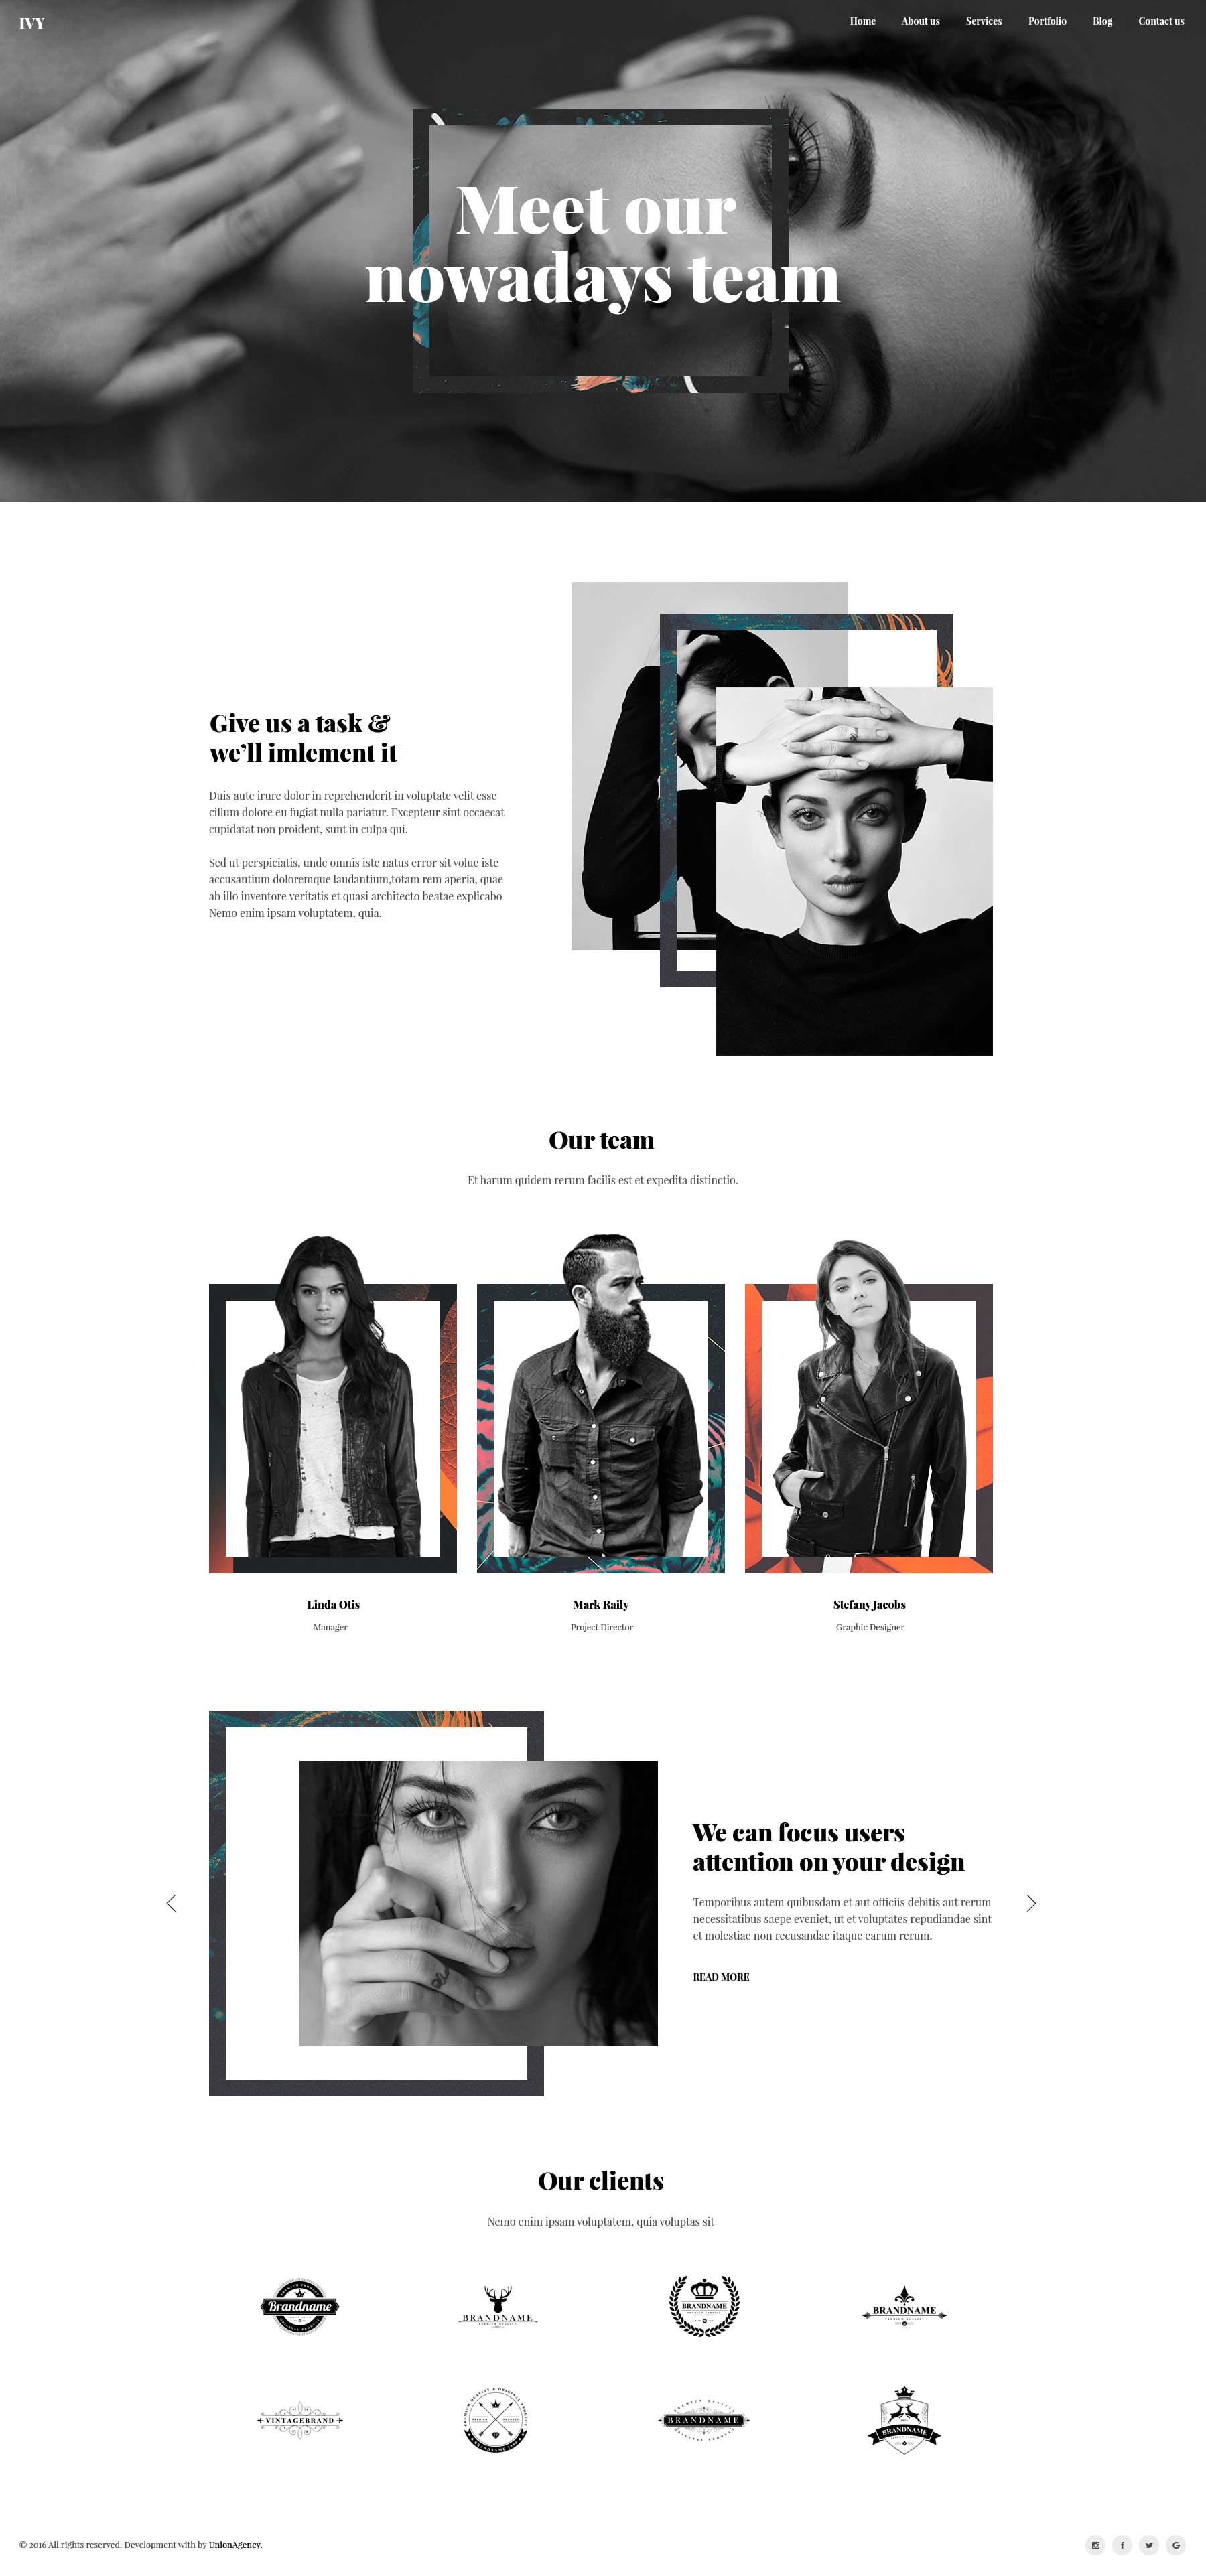 IVY
Home About us Services Portfolio Blog Contact us
Meet our
nowadays team
Give us a task &
we’ll imlement it
Duis aute irure dolor in reprehenderit in voluptate velit esse
cillum dolore eu fugiat nulla pariatur. Excepteur sint occaecat
cupidatat non proident, sunt in culpa qui.
Sed ut perspiciatis, unde omnis iste natus error sit volue iste
accusantium doloremque laudantium,totam rem aperia, quae
ab illo inventore veritatis et quasi architecto beatae explicabo
Nemo enim ipsam voluptatem, quia.
Our team
Et harum quidem rerum facilis est et expedita distinctio.
Linda Otis
Manager
Mark Raily
Project Director
Stefany Jacobs
Graphic Designer
We can focus users
attention on your design
Temporibus autem quibusdam et aut officiis debitis aut rerum
necessitatibus saepe eveniet, ut et voluptates repudiandae sint
et molestiae non recusandae itaque earum rerum.
READ MORE
Our clients
Nemo enim ipsam voluptatem, quia voluptas sit
Brandname
BRANDNAME
PREMIUM QUALITY
BRANDNAME
BRANDNAME
VINTAGEBRAND
BRANDNAME
BRANDNAME
© 2016 All rights reserved. Development with by UnionAgency.